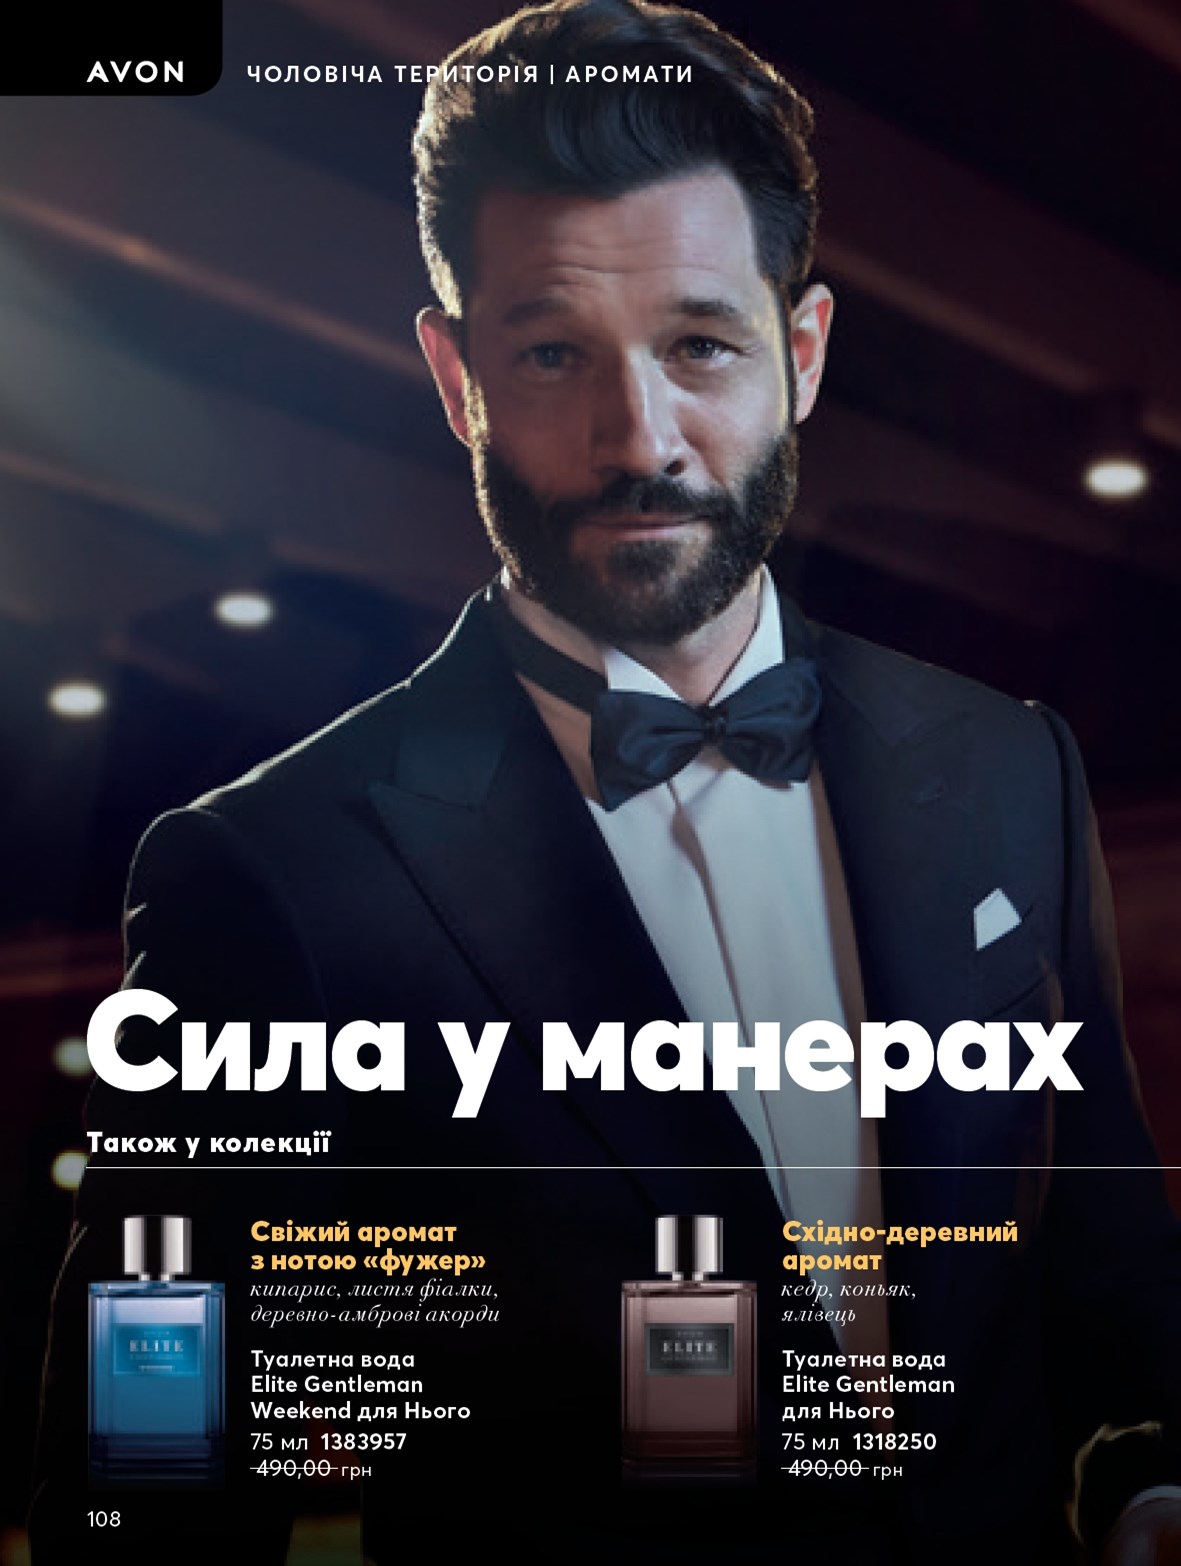 AVON
ЧОЛОВІЧА ТЕРИТОРІЯ | АРОМАТИ
Сила у манерах
Також у колекції
Свіжий аромат
з нотою «фужер»
кипарис, листя фіалки,
деревно-амброві акорди
ELITE
Туалетна вода
Elite Gentleman
Weekend для Нього
75 мл 1383957
490,00 грн
Східно-деревний
аромат
кедр, коньяк,
ялівець
ELITE
Туалетна вода
Elite Gentleman
для Нього
75 мл 1318250
490,00 грн
108